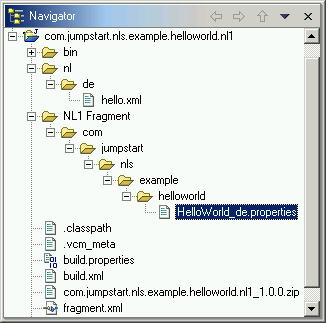 Navigator
com.jumpstart.nls.example.helloworld.nl1
bin
nl
de
hello.xml
NL1 Fragment
com
jumpstart
nls
example
helloworld
HelloWorld_de.properties
.classpath
.vcm_meta
build.properties
build.xml
com.jumpstart.nls.example.helloworld.nl1_1.0.0.zip
fragment.xml